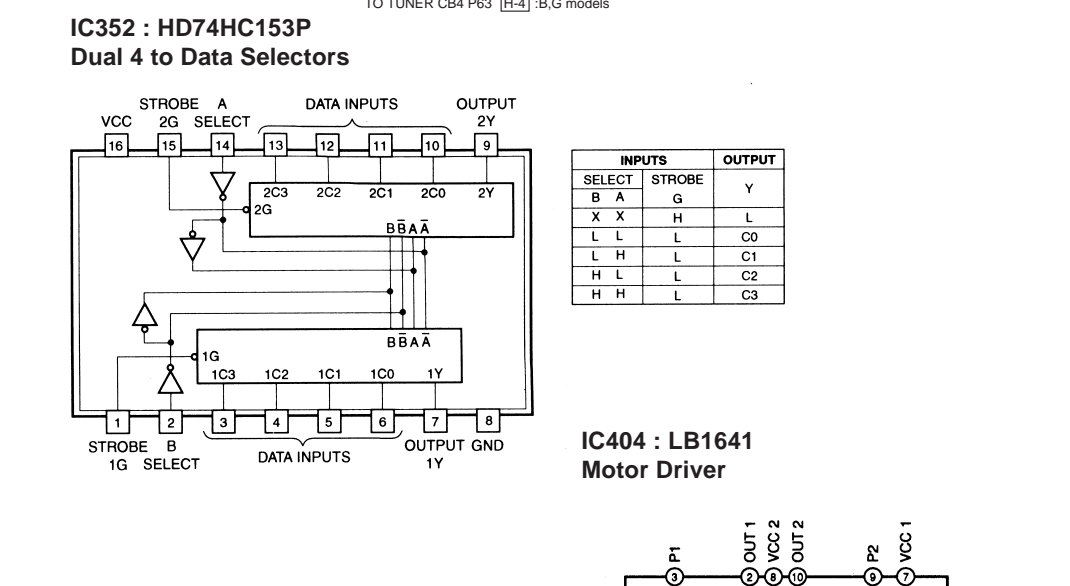 TO TUNER CB4 P63 H-4 :B,G models
IC352 : HD74HC153P
Dual 4 to Data Selectors
STROBE A DATA INPUTS OUTPUT
VCC 2G SELECT 2Y
16 15 14 13 12 11 10 9
2C3 2C2 2C1 2C0 2Y
2G
B B̅ A A̅
B B̅ A A̅
1G
1C3 1C2 1C1 1C0 1Y
1 2 3 4 5 6 7 8
STROBE B DATA INPUTS OUTPUT GND
1G SELECT 1Y
INPUTS OUTPUT
SELECT STROBE Y
B A G
X X H L
L L L C0
L H L C1
H L L C2
H H L C3
IC404 : LB1641
Motor Driver
P1 OUT 1 VCC 2 OUT 2 P2 VCC 1
3 2 8 10 9 7